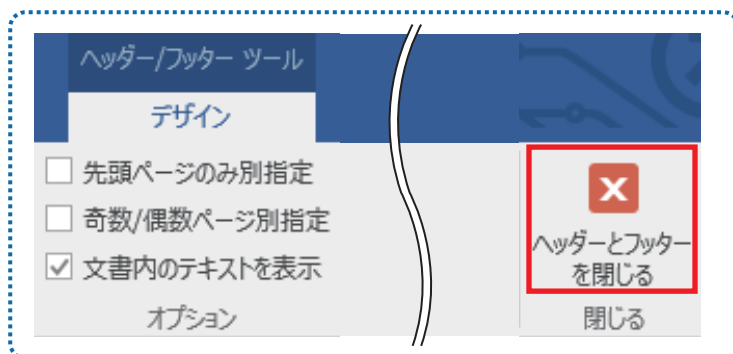 ヘッダー/フッター ツール
デザイン
先頭ページのみ別指定
奇数/偶数ページ別指定
文書内のテキストを表示
オプション
ヘッダーとフッター
を閉じる
閉じる